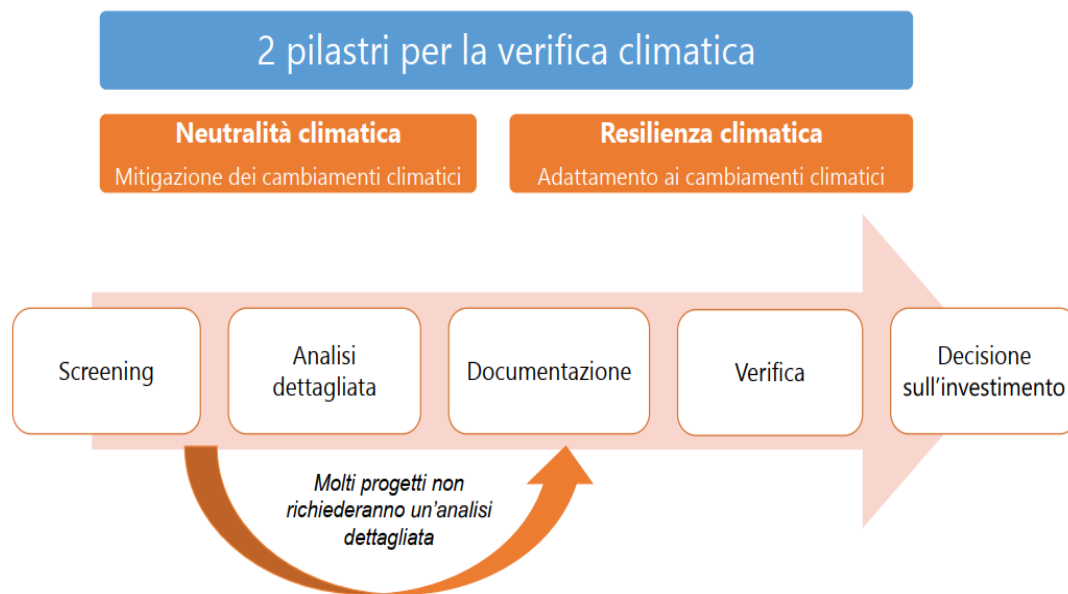 2 pilastri per la verifica climatica
Neutralità climatica
Mitigazione dei cambiamenti climatici
Resilienza climatica
Adattamento ai cambiamenti climatici
Screening
Analisi
dettagliata
Documentazione
Verifica
Decisione
sull'investimento
Molti progetti non
richiederanno un'analisi
dettagliata